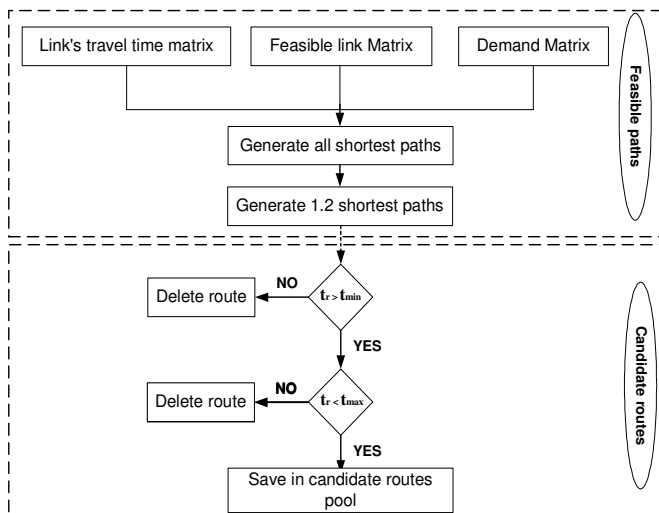 Link's travel time matrix
Feasible link Matrix
Demand Matrix
Feasible paths
Generate all shortest paths
Generate 1.2 shortest paths
tr > tmin
NO
Delete route
YES
tr < tmax
NO
Delete route
YES
Save in candidate routes
pool
Candidate routes